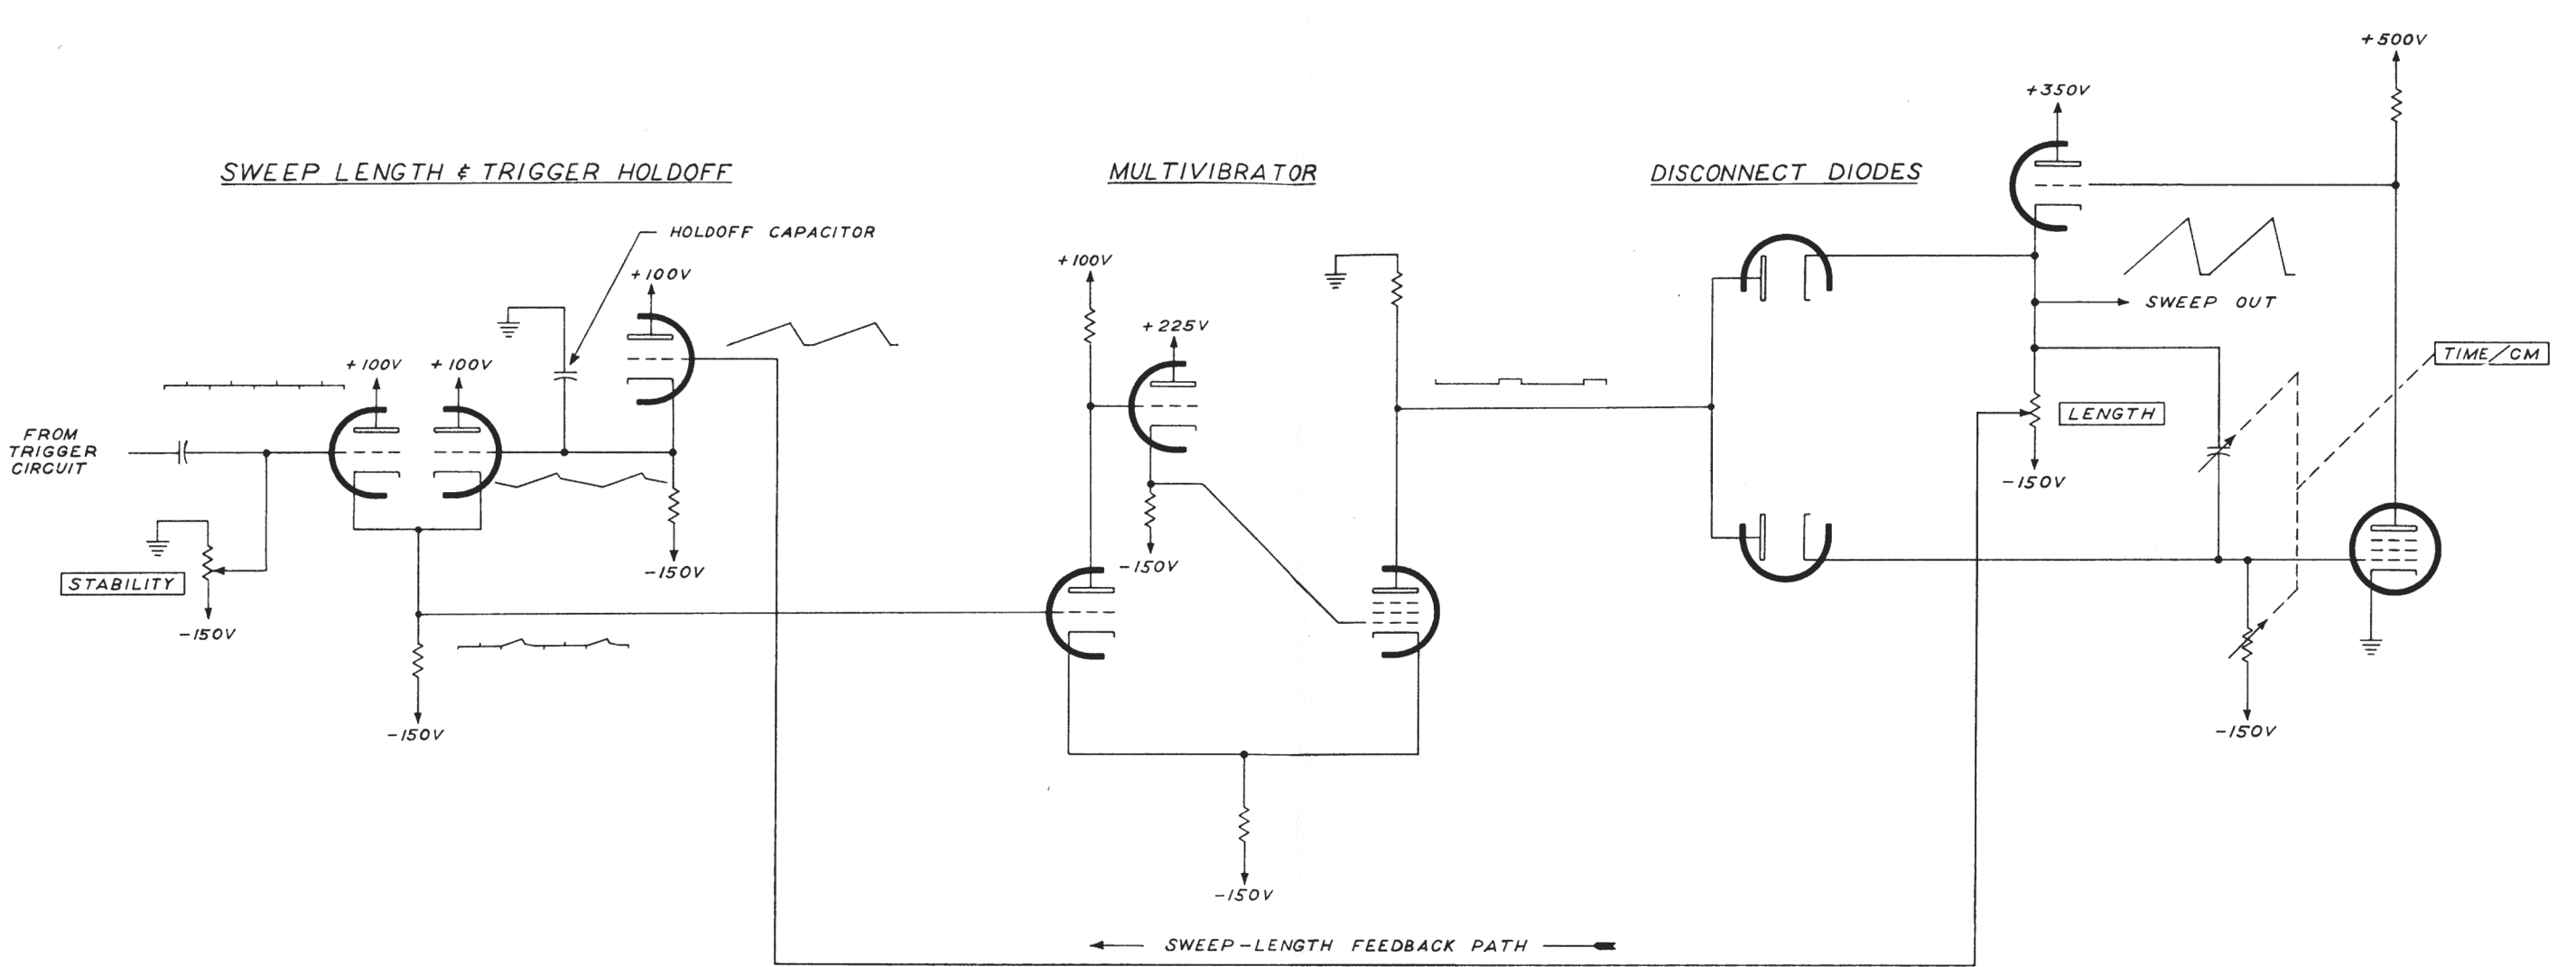 +500V
+350V
SWEEP LENGTH & TRIGGER HOLDOFF
MULTIVIBRATOR
DISCONNECT DIODES
HOLDOFF CAPACITOR
+100V
+100V
+225V
SWEEP OUT
+100V
+100V
TIME/CM
LENGTH
FROM
TRIGGER
CIRCUIT
-150V
-150V
-150V
STABILITY
-150V
-150V
-150V
-150V
SWEEP-LENGTH FEEDBACK PATH